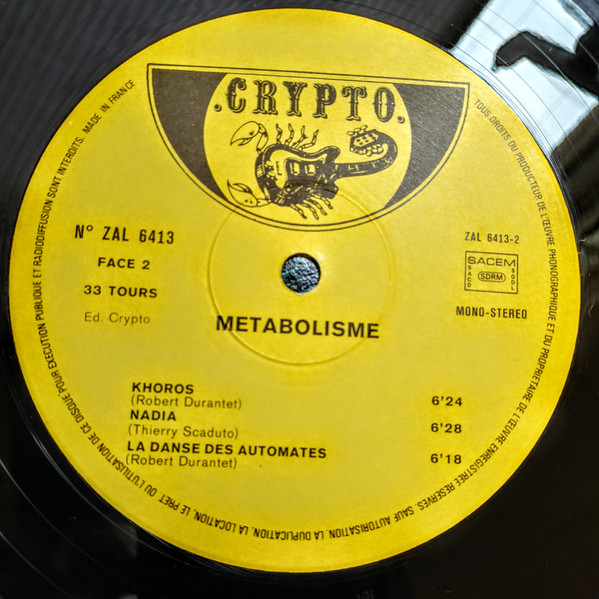 .CRYPTO.
N° ZAL 6413
FACE 2
33 TOURS
Ed. Crypto
ZAL 6413-2
SACEM
SACD
SDRM
SGDL
MONO-STEREO
METABOLISME
KHOROS 6'24
(Robert Durantet)
NADIA 6'28
(Thierry Scaduto)
LA DANSE DES AUTOMATES 6'18
(Robert Durantet)
TOUS DROITS DU PRODUCTEUR DE L'ŒUVRE PHONOGRAPHIQUE ET DU PROPRIETAIRE DE L'ŒUVRE ENREGISTREE RESERVES. SAUF AUTORISATION, LA DUPLICATION, LA LOCATION, LE PRET OU L'UTILISATION DE CE DISQUE POUR EXECUTION PUBLIQUE ET RADIODIFFUSION SONT INTERDITS. MADE IN FRANCE